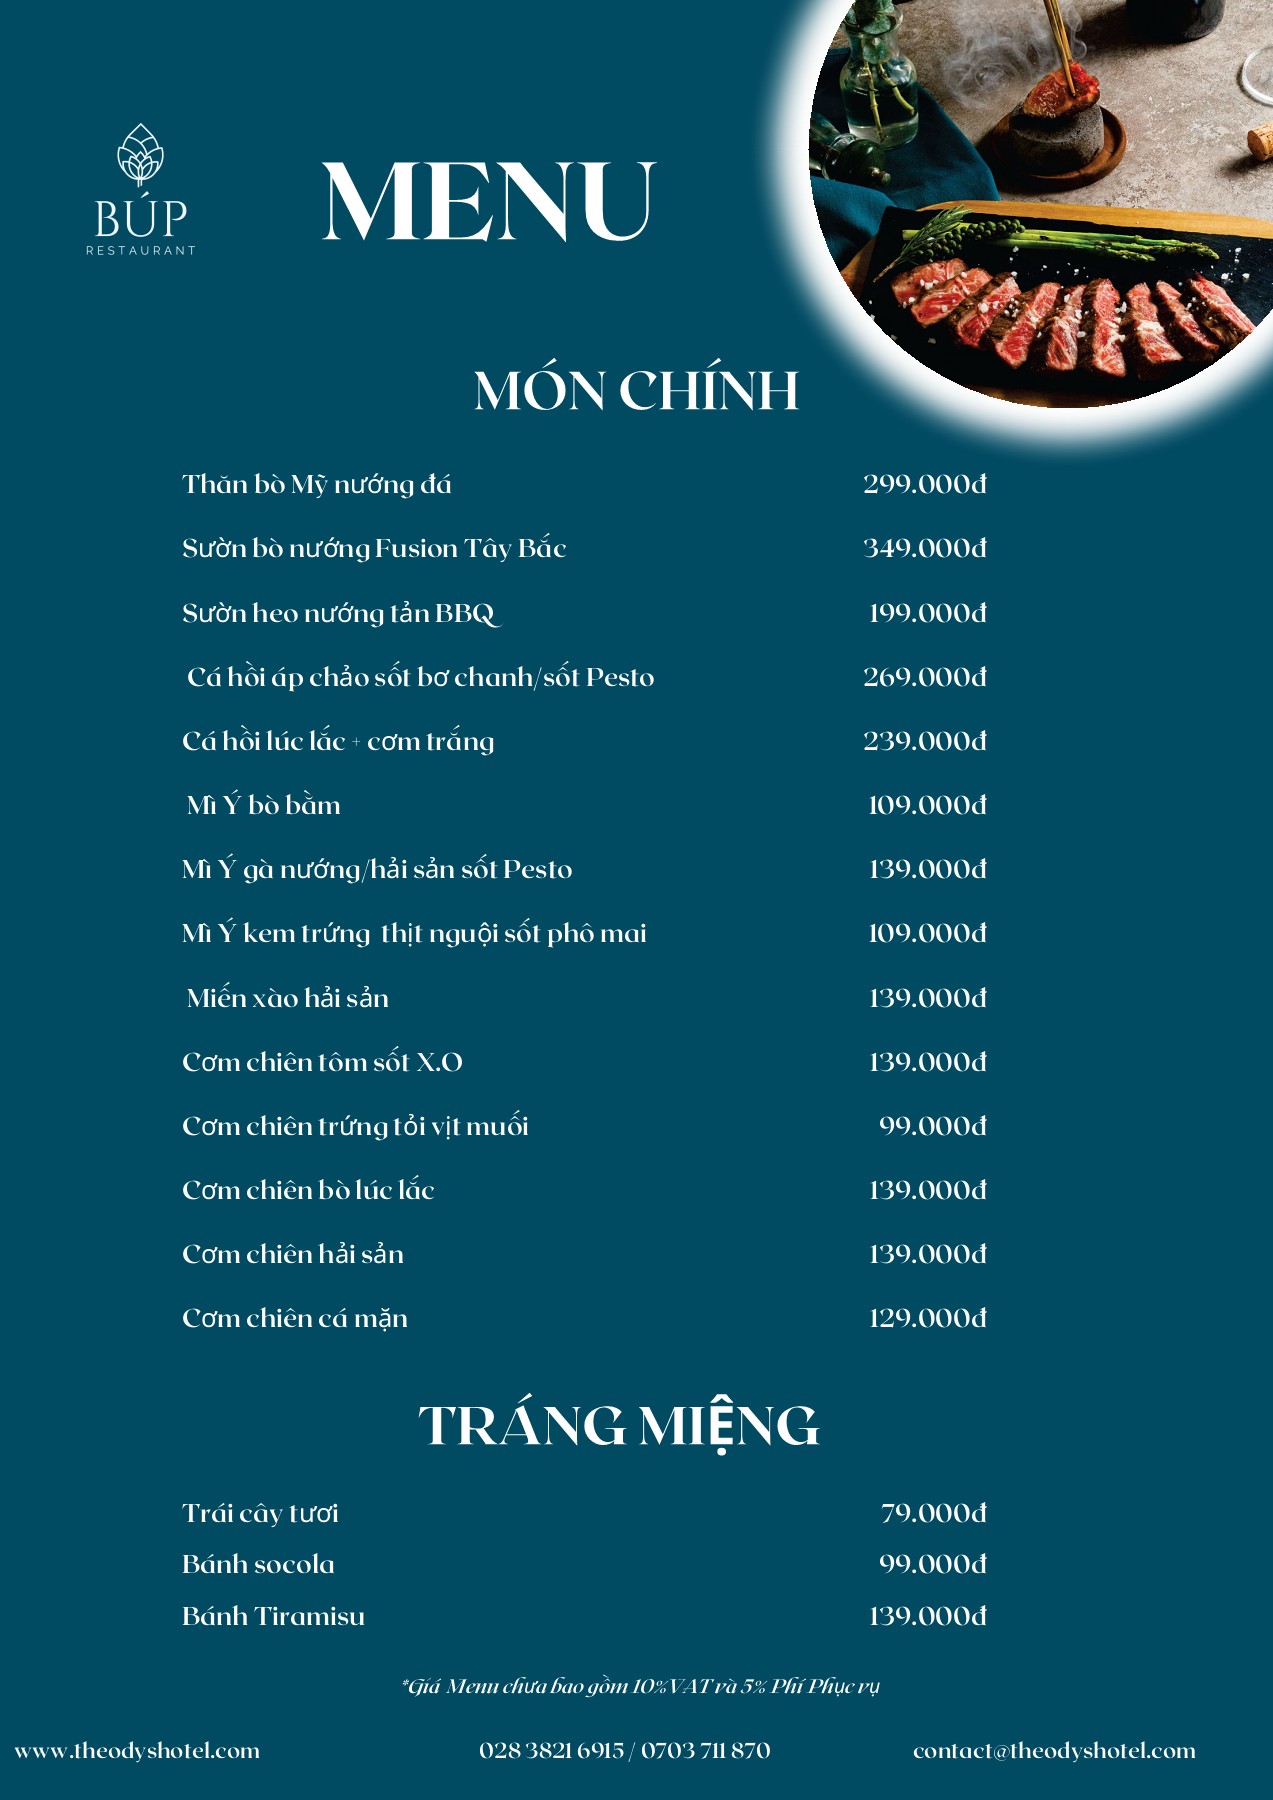 BÚP
RESTAURANT
MENU
MÓN CHÍNH
Thăn bò Mỹ nướng đá 299.000đ
Sườn bò nướng Fusion Tây Bắc 349.000đ
Sườn heo nướng tản BBQ 199.000đ
Cá hồi áp chảo sốt bơ chanh/sốt Pesto 269.000đ
Cá hồi lúc lắc + cơm trắng 239.000đ
Mì Ý bò bằm 109.000đ
Mì Ý gà nướng/hải sản sốt Pesto 139.000đ
Mì Ý kem trứng thịt nguội sốt phô mai 109.000đ
Miến xào hải sản 139.000đ
Cơm chiên tôm sốt X.O 139.000đ
Cơm chiên trứng tỏi vịt muối 99.000đ
Cơm chiên bò lúc lắc 139.000đ
Cơm chiên hải sản 139.000đ
Cơm chiên cá mặn 129.000đ
TRÁNG MIỆNG
Trái cây tươi 79.000đ
Bánh socola 99.000đ
Bánh Tiramisu 139.000đ
*Giá Menu chưa bao gồm 10%VAT và 5% Phí Phục vụ
www.theodyshotel.com 028 3821 6915 / 0703 711 870 contact@theodyshotel.com